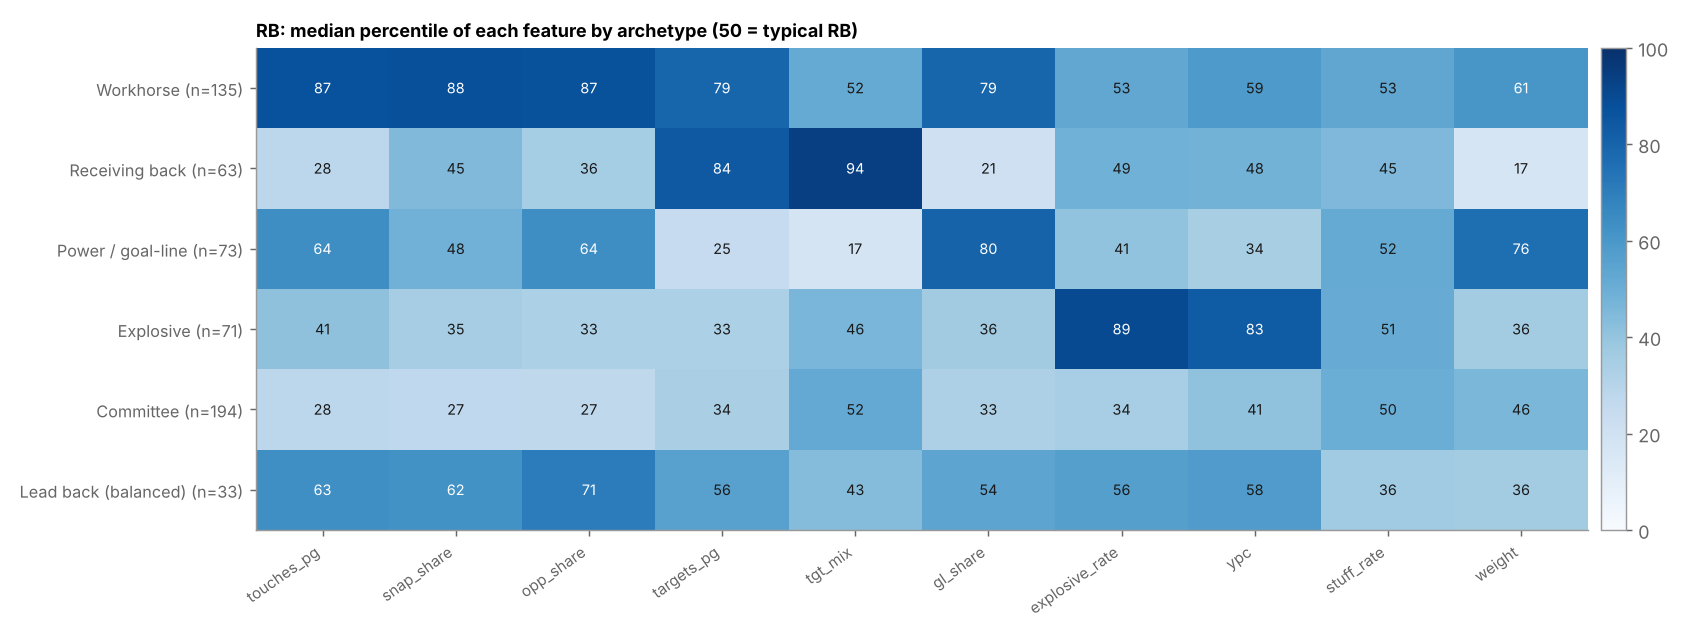 RB: median percentile of each feature by archetype (50 = typical RB)
Workhorse (n=135) 87 88 87 79 52 79 53 59 53 61
Receiving back (n=63) 28 45 36 84 94 21 49 48 45 17
Power / goal-line (n=73) 64 48 64 25 17 80 41 34 52 76
Explosive (n=71) 41 35 33 33 46 36 89 83 51 36
Committee (n=194) 28 27 27 34 52 33 34 41 50 46
Lead back (balanced) (n=33) 63 62 71 56 43 54 56 58 36 36
touches_pg snap_share opp_share targets_pg tgt_mix gl_share explosive_rate ypc stuff_rate weight
100
80
60
40
20
0